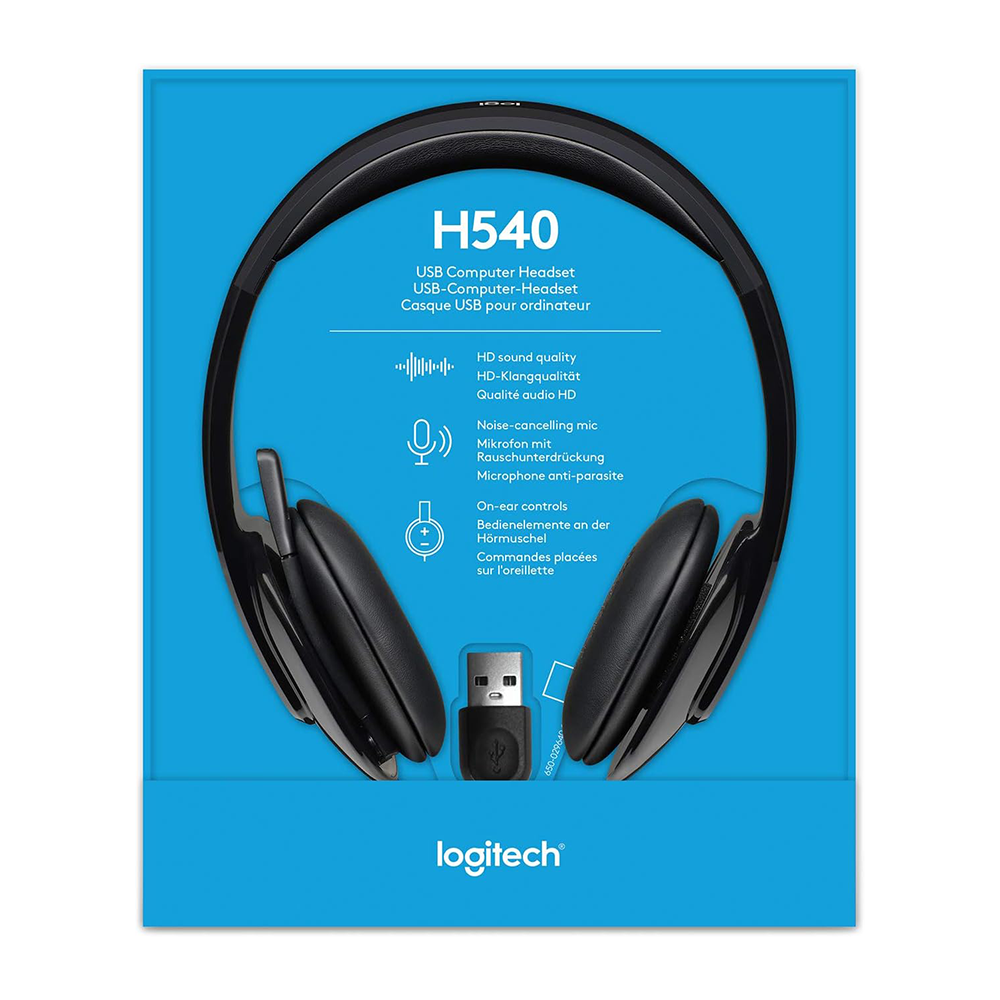 logi
H540
USB Computer Headset
USB-Computer-Headset
Casque USB pour ordinateur
HD sound quality
HD-Klangqualität
Qualité audio HD
Noise-cancelling mic
Mikrofon mit
Rauschunterdrückung
Microphone anti-parasite
On-ear controls
Bedienelemente an der
Hörmuschel
Commandes placées
sur l'oreillette
logitech®